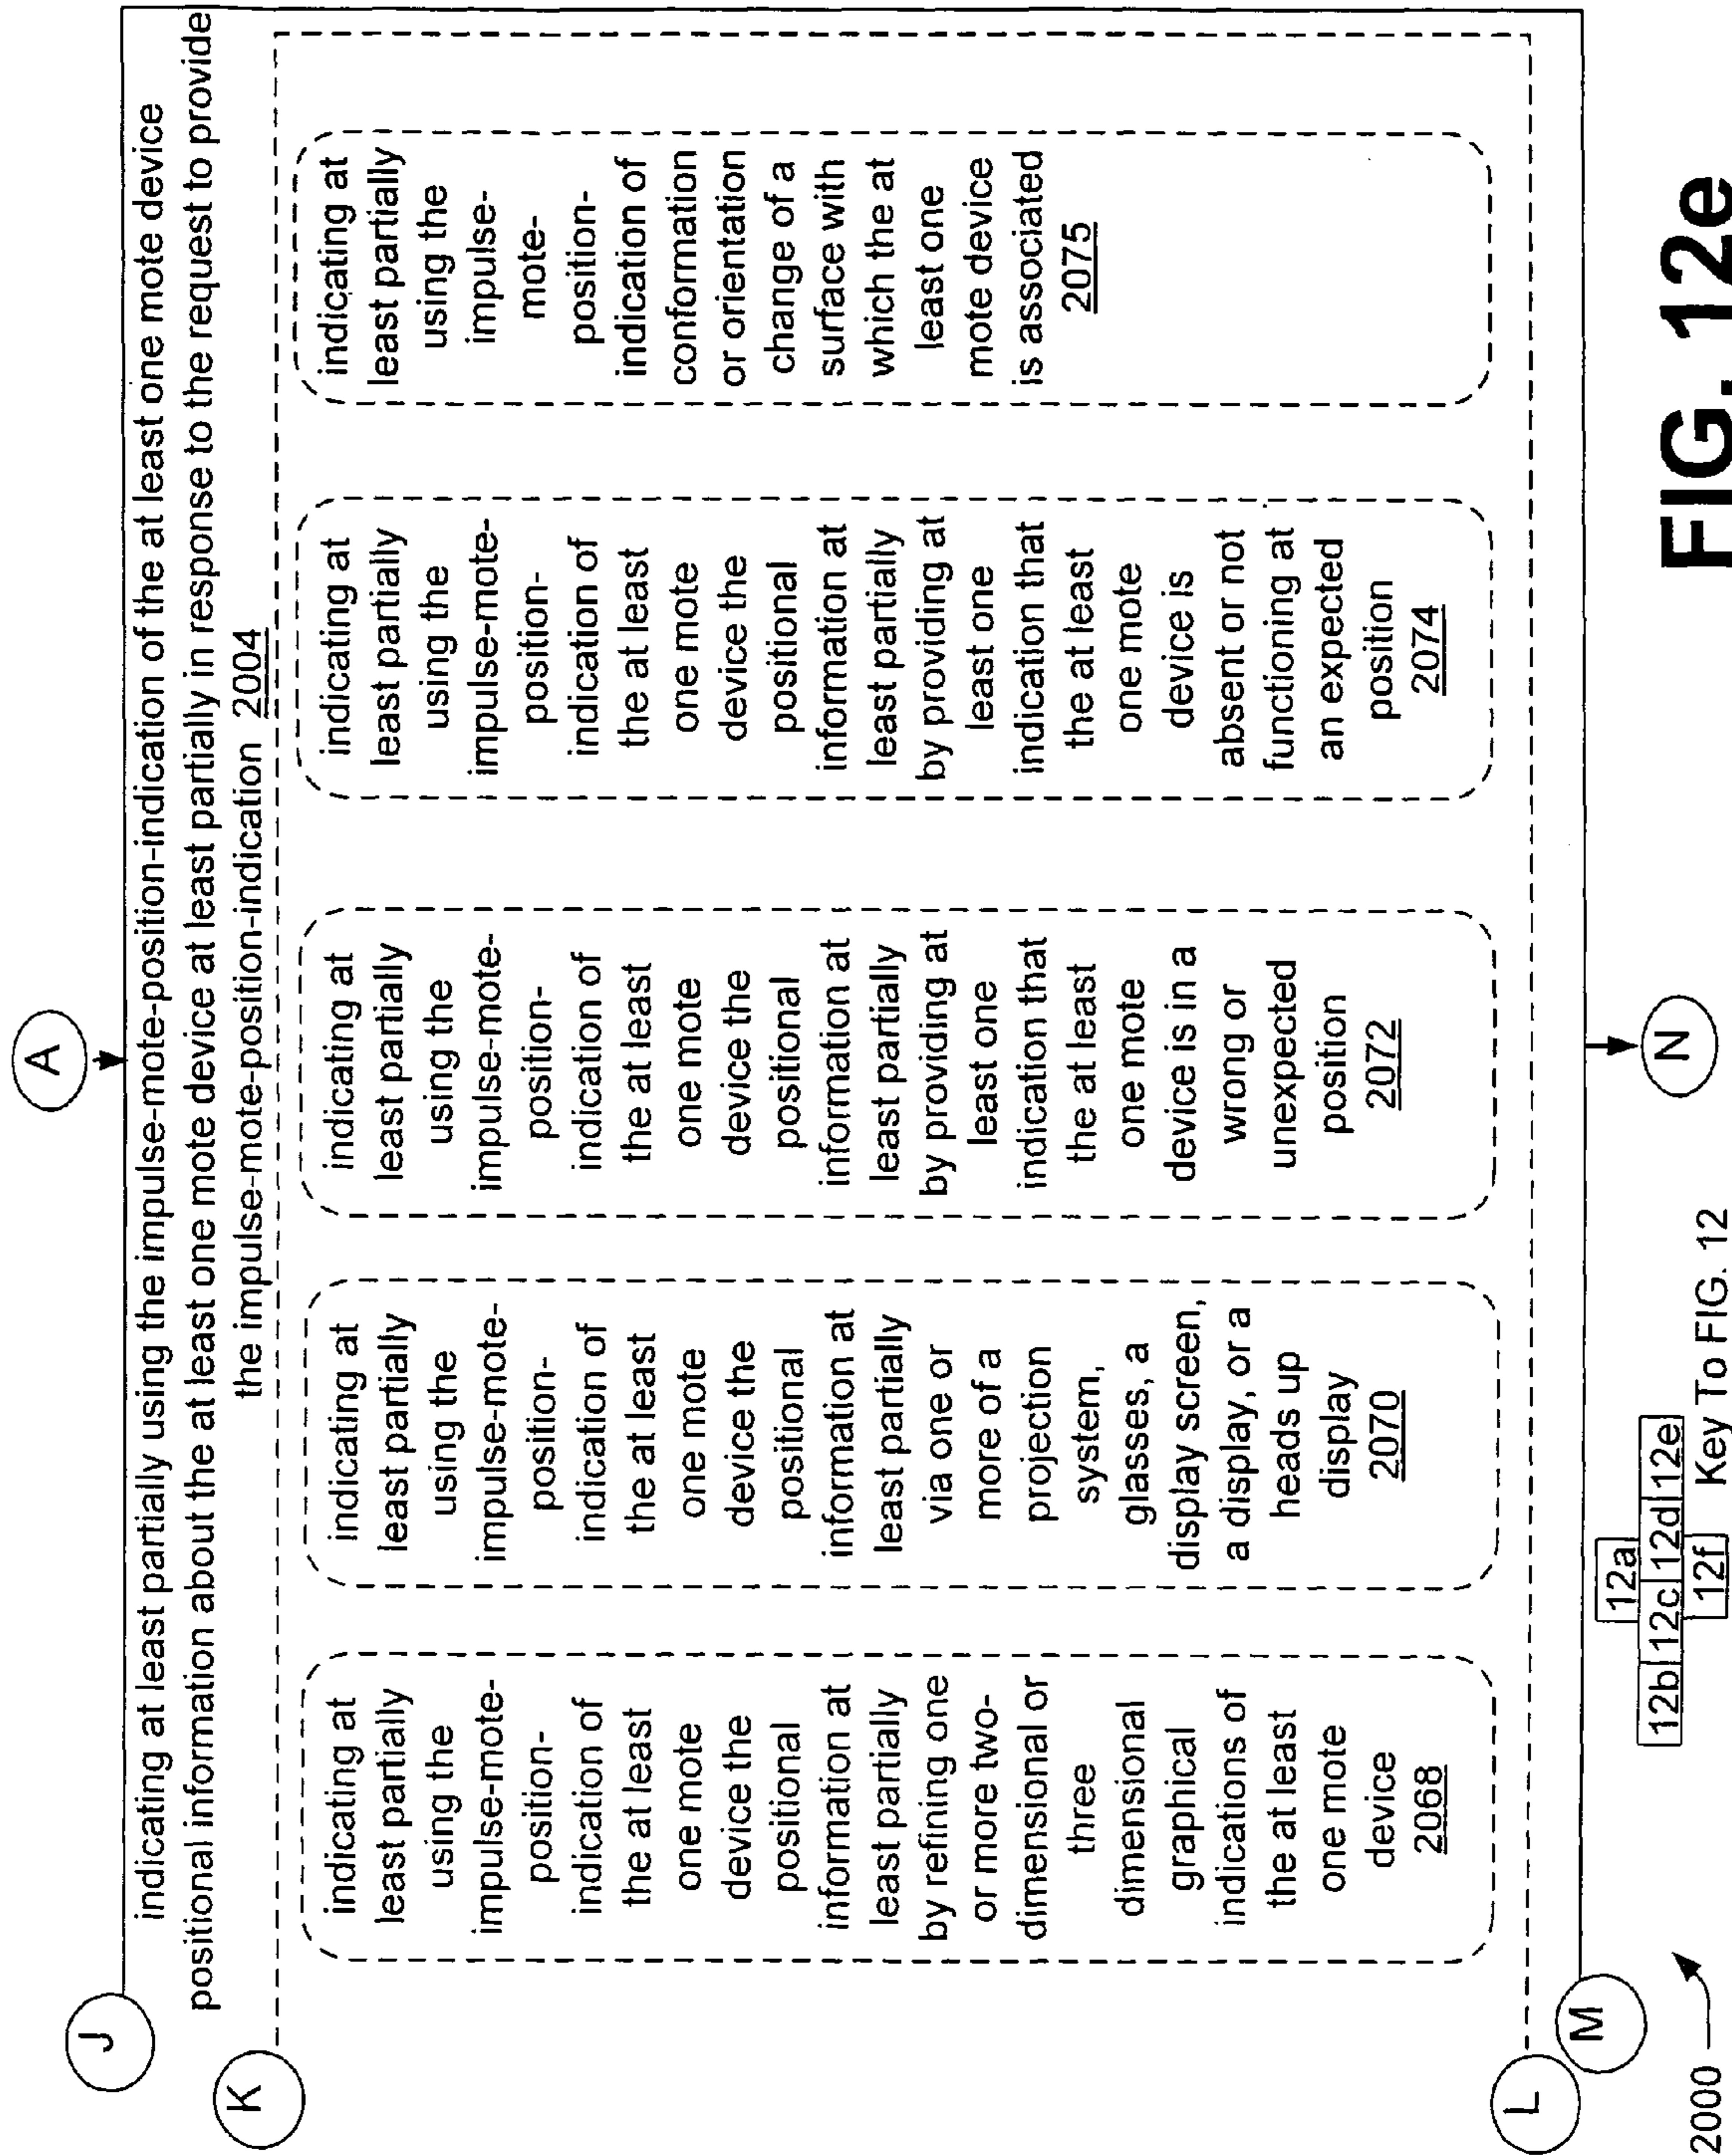 A
J
indicating at least partially using the impulse-mote-position-indication of the at least one mote device
positional information about the at least one mote device at least partially in response to the request to provide
the impulse-mote-position-indication 2004
K
indicating at
least partially
using the
impulse-mote-
position-
indication of
the at least
one mote
device the
positional
information at
least partially
by refining one
or more two-
dimensional or
three
dimensional
graphical
indications of
the at least
one mote
device
2068
indicating at
least partially
using the
impulse-mote-
position-
indication of
the at least
one mote
device the
positional
information at
least partially
via one or
more of a
projection
system,
glasses, a
display screen,
a display, or a
heads up
display
2070
indicating at
least partially
using the
impulse-mote-
position-
indication of
the at least
one mote
device the
positional
information at
least partially
by providing at
least one
indication that
the at least
one mote
device is in a
wrong or
unexpected
position
2072
indicating at
least partially
using the
impulse-mote-
position-
indication of
the at least
one mote
device the
positional
information at
least partially
by providing at
least one
indication that
the at least
one mote
device is
absent or not
functioning at
an expected
position
2074
indicating at
least partially
using the
impulse-
mote-
position-
indication of
conformation
or orientation
change of a
surface with
which the at
least one
mote device
is associated
2075
L
M
N
2000
12a
12b 12c 12d 12e
12f
Key To FIG. 12
FIG. 12e